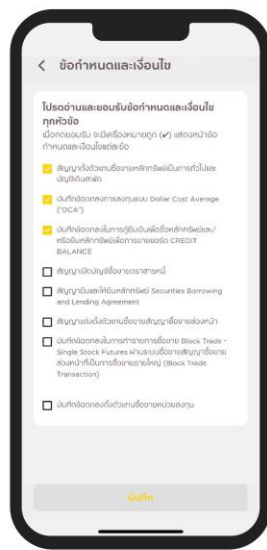 ข้อกำหนดและเงื่อนไข
โปรดอ่านและยอมรับข้อกำหนดและเงื่อนไข
ทุกหัวข้อ
เมื่อกดยอมรับ จะมีเครื่องหมายถูก (✔) แสดงหน้าข้อ
กำหนดและเงื่อนไขแต่ละข้อ
สัญญาตั้งตัวแทนซื้อขายหลักทรัพย์เป็นการทั่วไปและ
บัญชีเงินสด
บันทึกข้อตกลงการลงทุนแบบ Dollar Cost Average
("DCA")
บันทึกข้อตกลงในการกู้ยืมเงินเพื่อซื้อหลักทรัพย์และ/
หรือยืมหลักทรัพย์เพื่อการขายชอร์ต CREDIT
BALANCE
สัญญาเปิดบัญชีซื้อขายตราสารหนี้
สัญญายืมและให้ยืมหลักทรัพย์ Securities Borrowing
and Lending Agreement
สัญญาแต่งตั้งตัวแทนซื้อขายสัญญาซื้อขายล่วงหน้า
บันทึกข้อตกลงในการทำรายการซื้อขาย Block Trade -
Single Stock Futures ผ่านระบบซื้อขายสัญญาซื้อขาย
ล่วงหน้าที่เป็นการซื้อขายรายใหญ่ (Block Trade
Transaction)
บันทึกข้อตกลงตั้งตัวแทนซื้อขายหน่วยลงทุน
บันทึก